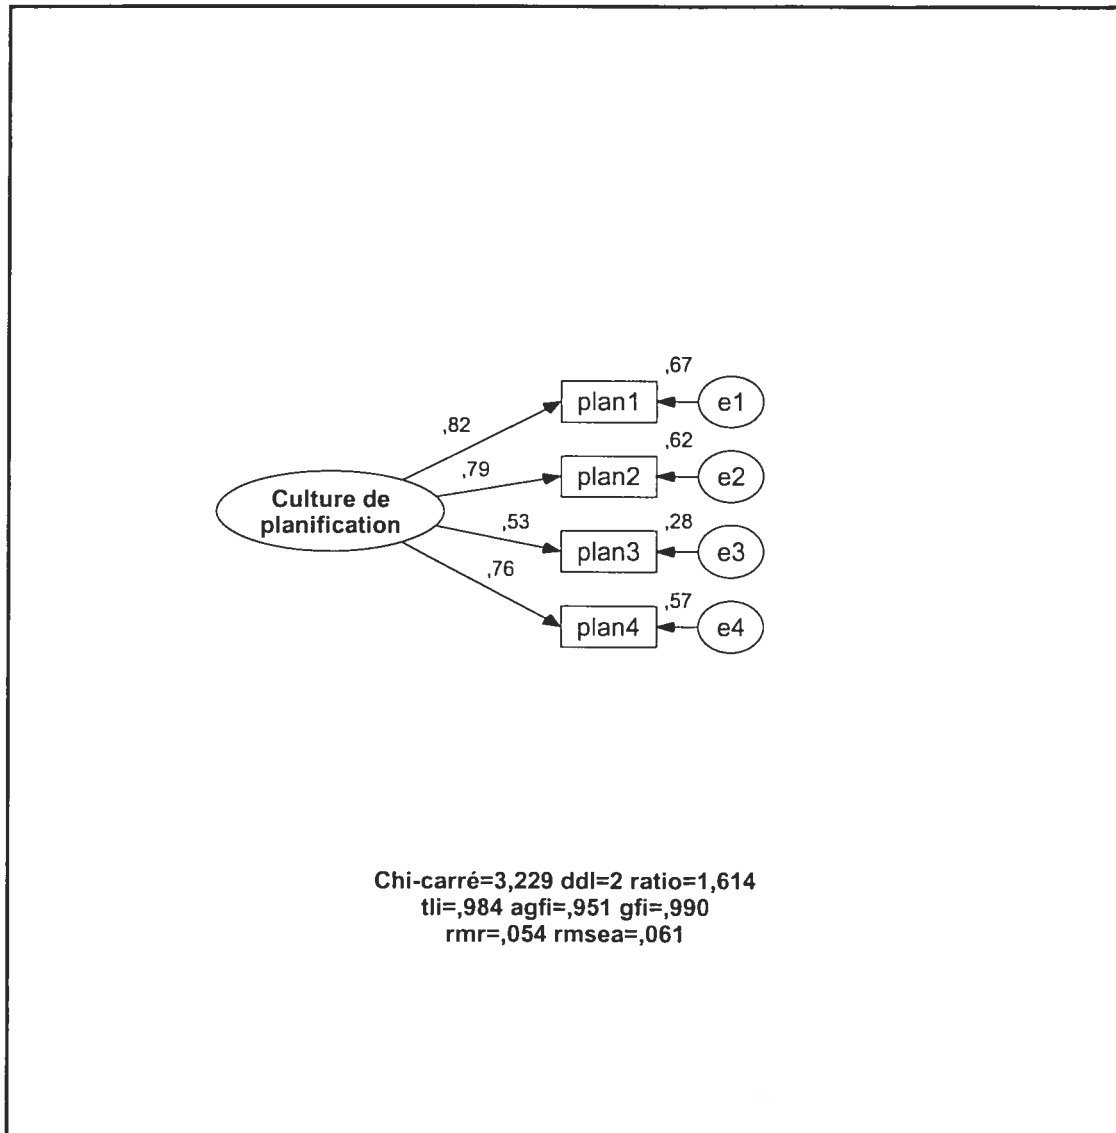 ,67
plan1
e1
,82
,62
plan2
e2
,79
Culture de
planification
,53
,28
plan3
e3
,76
,57
plan4
e4
Chi-carré=3,229 ddl=2 ratio=1,614
tli=,984 agfi=,951 gfi=,990
rmr=,054 rmsea=,061